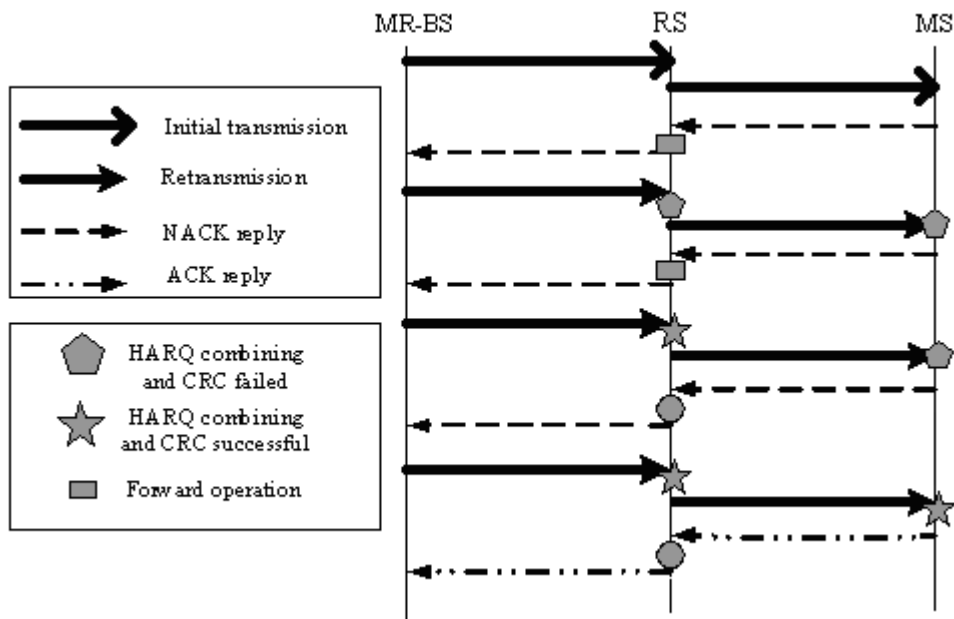 MR-BS RS MS
Initial transmission
Retransmission
NACK reply
ACK reply
HARQ combining
and CRC failed
HARQ combining
and CRC successful
Forward operation